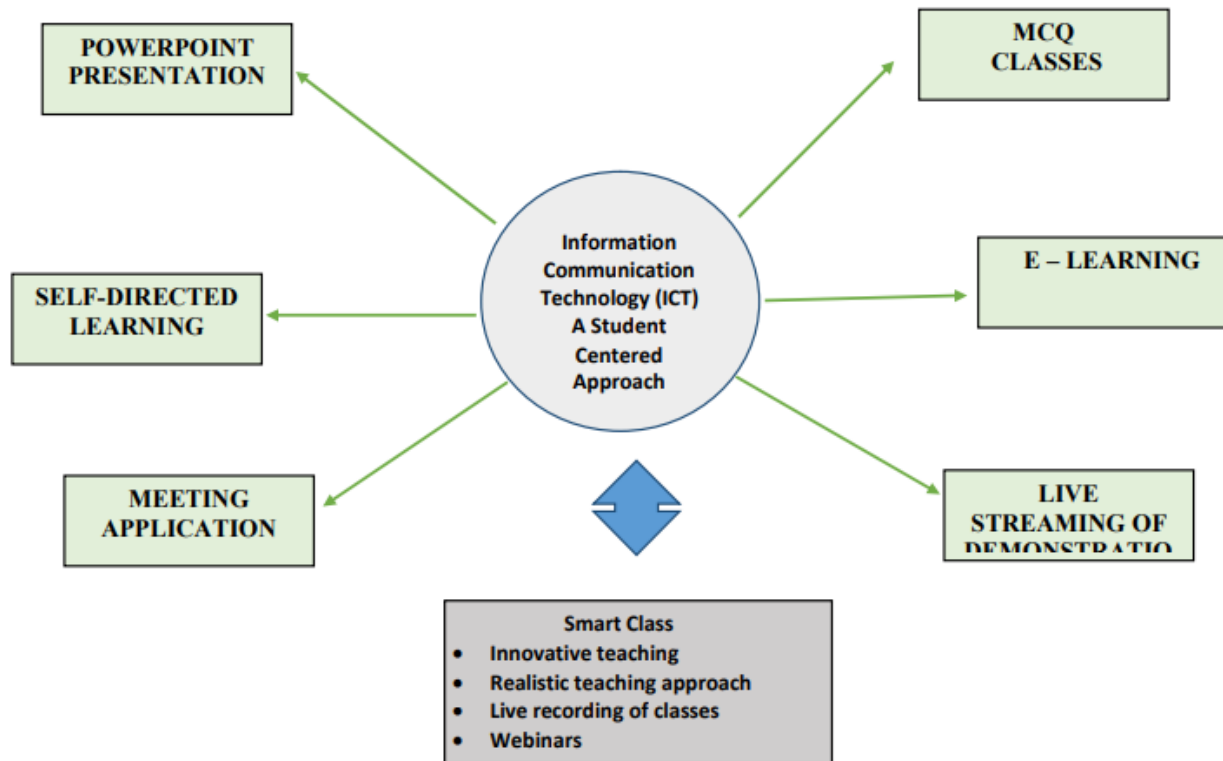 POWERPOINT
PRESENTATION
MCQ
CLASSES
Information
Communication
Technology (ICT)
A Student
Centered
Approach
SELF-DIRECTED
LEARNING
E – LEARNING
MEETING
APPLICATION
LIVE
STREAMING OF
DEMONSTRATIO
Smart Class
• Innovative teaching
• Realistic teaching approach
• Live recording of classes
• Webinars